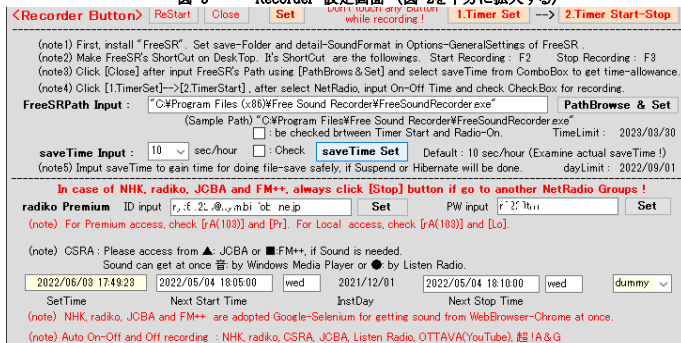 <Recorder Button> ReStart Close Set Don't touch any Button while recording ! 1.Timer Set --> 2.Timer Start-Stop
(note1) First, install "FreeSR". Set save-Folder and detail-SoundFormat in Options-GeneralSettings of FreeSR .
(note2) Make FreeSR's ShortCut on DeskTop. It's ShortCut are the followings. Start Recording : F2 Stop Recording : F3
(note3) Click [Close] after input FreeSR's Path using [PathBrows & Set] and select saveTime from ComboBox to get time-allowance.
(note4) Click [1.TimerSet]-->[2.TimerStart] , after select NetRadio, input On-Off Time and check CheckBox for recording.
FreeSRPath Input : "C:¥Program Files (x86)¥Free Sound Recorder¥FreeSoundRecorder.exe" PathBrowse & Set
(Sample Path) "C:¥Program Files¥Free Sound Recorder¥FreeSoundRecorder.exe"
: be checked brtween Timer Start and Radio-On. TimeLimit : 2023/03/30
saveTime Input : 10 sec/hour : Check saveTime Set Default : 10 sec/hour (Examine actual saveTime !)
(note5) Input saveTime to gain time for doing file-save safely, if Suspend or Hibernate will be done. dayLimit : 2022/09/01
In case of NHK, radiko, JCBA and FM++, always click [Stop] button if go to another NetRadio Groups !
radiko Premium ID input Set PW input Set
(note) For Premium access, check [rA(103)] and [Pr]. For Local access, check [rA(103)] and [Lo].
(note) CSRA : Please access from ▲: JCBA or ■:FM++, if Sound is needed.
Sound can get at once 音: by Windows Media Player or ●: by Listen Radio.
2022/06/03 17:49:23 2022/05/04 18:05:00 wed 2021/12/01 2022/05/04 18:10:00 wed dummy
SetTime Next Start Time InstDay Next Stop Time
(note) NHK, radiko, JCBA and FM++ are adopted Google-Selenium for getting sound from WebBrowser-Chrome at once.
(note) Auto On-Off and Off recording : NHK, radiko, CSRA, JCBA, Listen Radio, OTTAVA(YouTube), 超!A&G